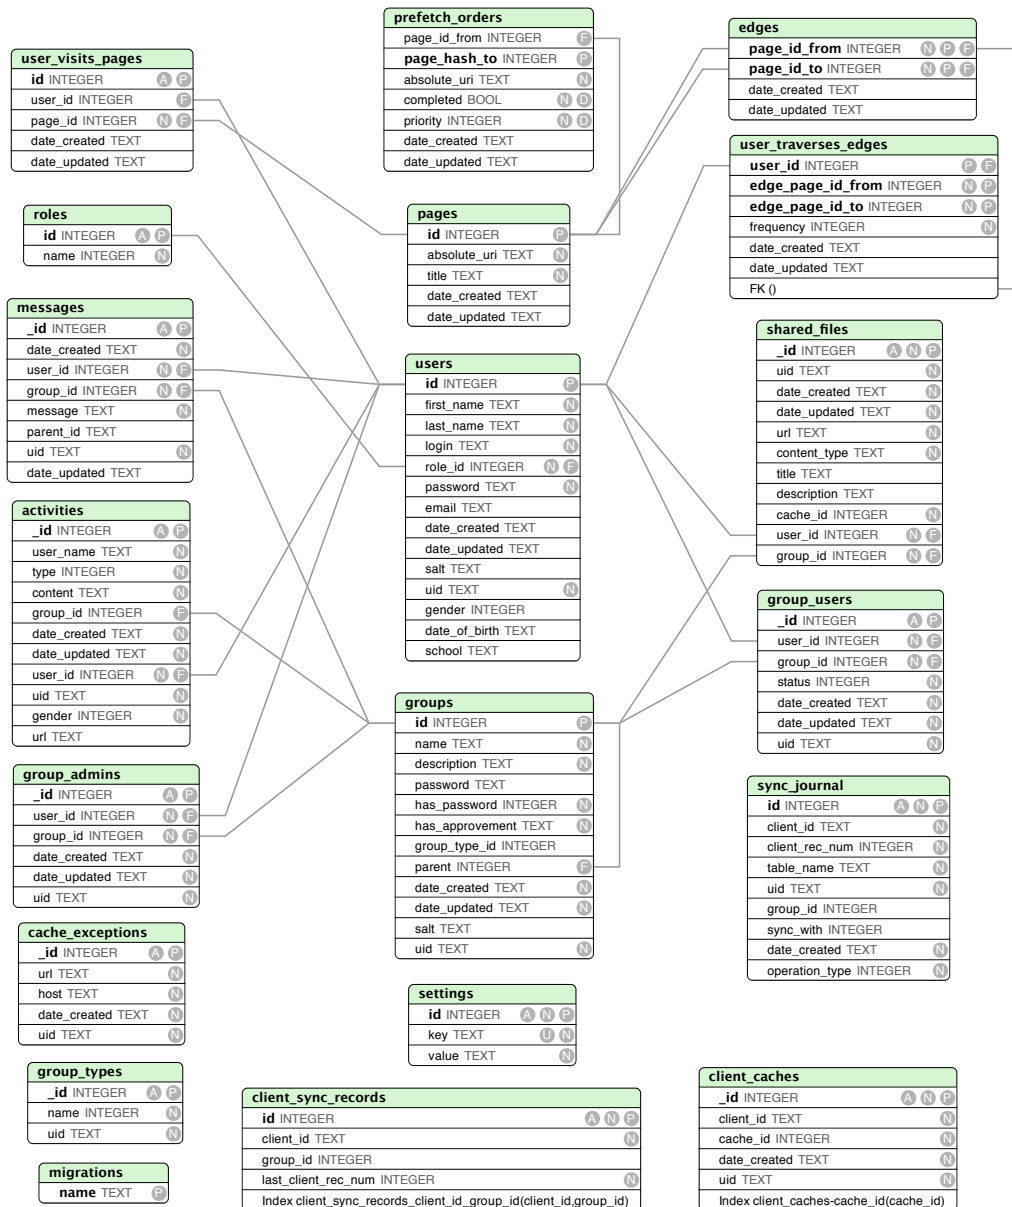 user_visits_pages
id INTEGER A P
user_id INTEGER F
page_id INTEGER N F
date_created TEXT
date_updated TEXT
roles
id INTEGER A P
name INTEGER N
messages
_id INTEGER A P
date_created TEXT N
user_id INTEGER N F
group_id INTEGER N F
message TEXT N
parent_id TEXT
uid TEXT N
date_updated TEXT
activities
_id INTEGER A P
user_name TEXT N
type INTEGER N
content TEXT N
group_id INTEGER F
date_created TEXT N
date_updated TEXT N
user_id INTEGER N F
uid TEXT N
gender INTEGER N
url TEXT
group_admins
_id INTEGER A P
user_id INTEGER N F
group_id INTEGER N F
date_created TEXT N
date_updated TEXT N
uid TEXT N
cache_exceptions
_id INTEGER A P
url TEXT N
host TEXT N
date_created TEXT N
uid TEXT N
group_types
_id INTEGER A P
name INTEGER N
uid TEXT N
migrations
name TEXT P
prefetch_orders
page_id_from INTEGER F
page_hash_to INTEGER P
absolute_uri TEXT N
completed BOOL N D
priority INTEGER N D
date_created TEXT
date_updated TEXT
pages
id INTEGER P
absolute_uri TEXT N
title TEXT N
date_created TEXT
date_updated TEXT
users
id INTEGER P
first_name TEXT N
last_name TEXT N
login TEXT N
role_id INTEGER N F
password TEXT N
email TEXT
date_created TEXT
date_updated TEXT
salt TEXT
uid TEXT N
gender INTEGER
date_of_birth TEXT
school TEXT
groups
id INTEGER P
name TEXT N
description TEXT N
password TEXT
has_password INTEGER N
has_approvement TEXT N
group_type_id INTEGER
parent INTEGER F
date_created TEXT N
date_updated TEXT N
salt TEXT
uid TEXT N
settings
id INTEGER A N P
key TEXT U N
value TEXT N
client_sync_records
id INTEGER A N P
client_id TEXT N
group_id INTEGER
last_client_rec_num INTEGER N
Index client_sync_records_client_id_group_id(client_id,group_id)
edges
page_id_from INTEGER N P F
page_id_to INTEGER N P F
date_created TEXT
date_updated TEXT
user_traverses_edges
user_id INTEGER P F
edge_page_id_from INTEGER N P
edge_page_id_to INTEGER N P
frequency INTEGER N
date_created TEXT
date_updated TEXT
FK ()
shared_files
_id INTEGER A N P
uid TEXT N
date_created TEXT N
date_updated TEXT N
url TEXT N
content_type TEXT N
title TEXT
description TEXT
cache_id INTEGER N
user_id INTEGER N F
group_id INTEGER N F
group_users
_id INTEGER A P
user_id INTEGER N F
group_id INTEGER N F
status INTEGER N
date_created TEXT N
date_updated TEXT N
uid TEXT N
sync_journal
id INTEGER A N P
client_id TEXT N
client_rec_num INTEGER N
table_name TEXT N
uid TEXT N
group_id INTEGER
sync_with INTEGER
date_created TEXT N
operation_type INTEGER N
client_caches
_id INTEGER A N P
client_id TEXT N
cache_id INTEGER N
date_created TEXT N
uid TEXT N
Index client_caches-cache_id(cache_id)